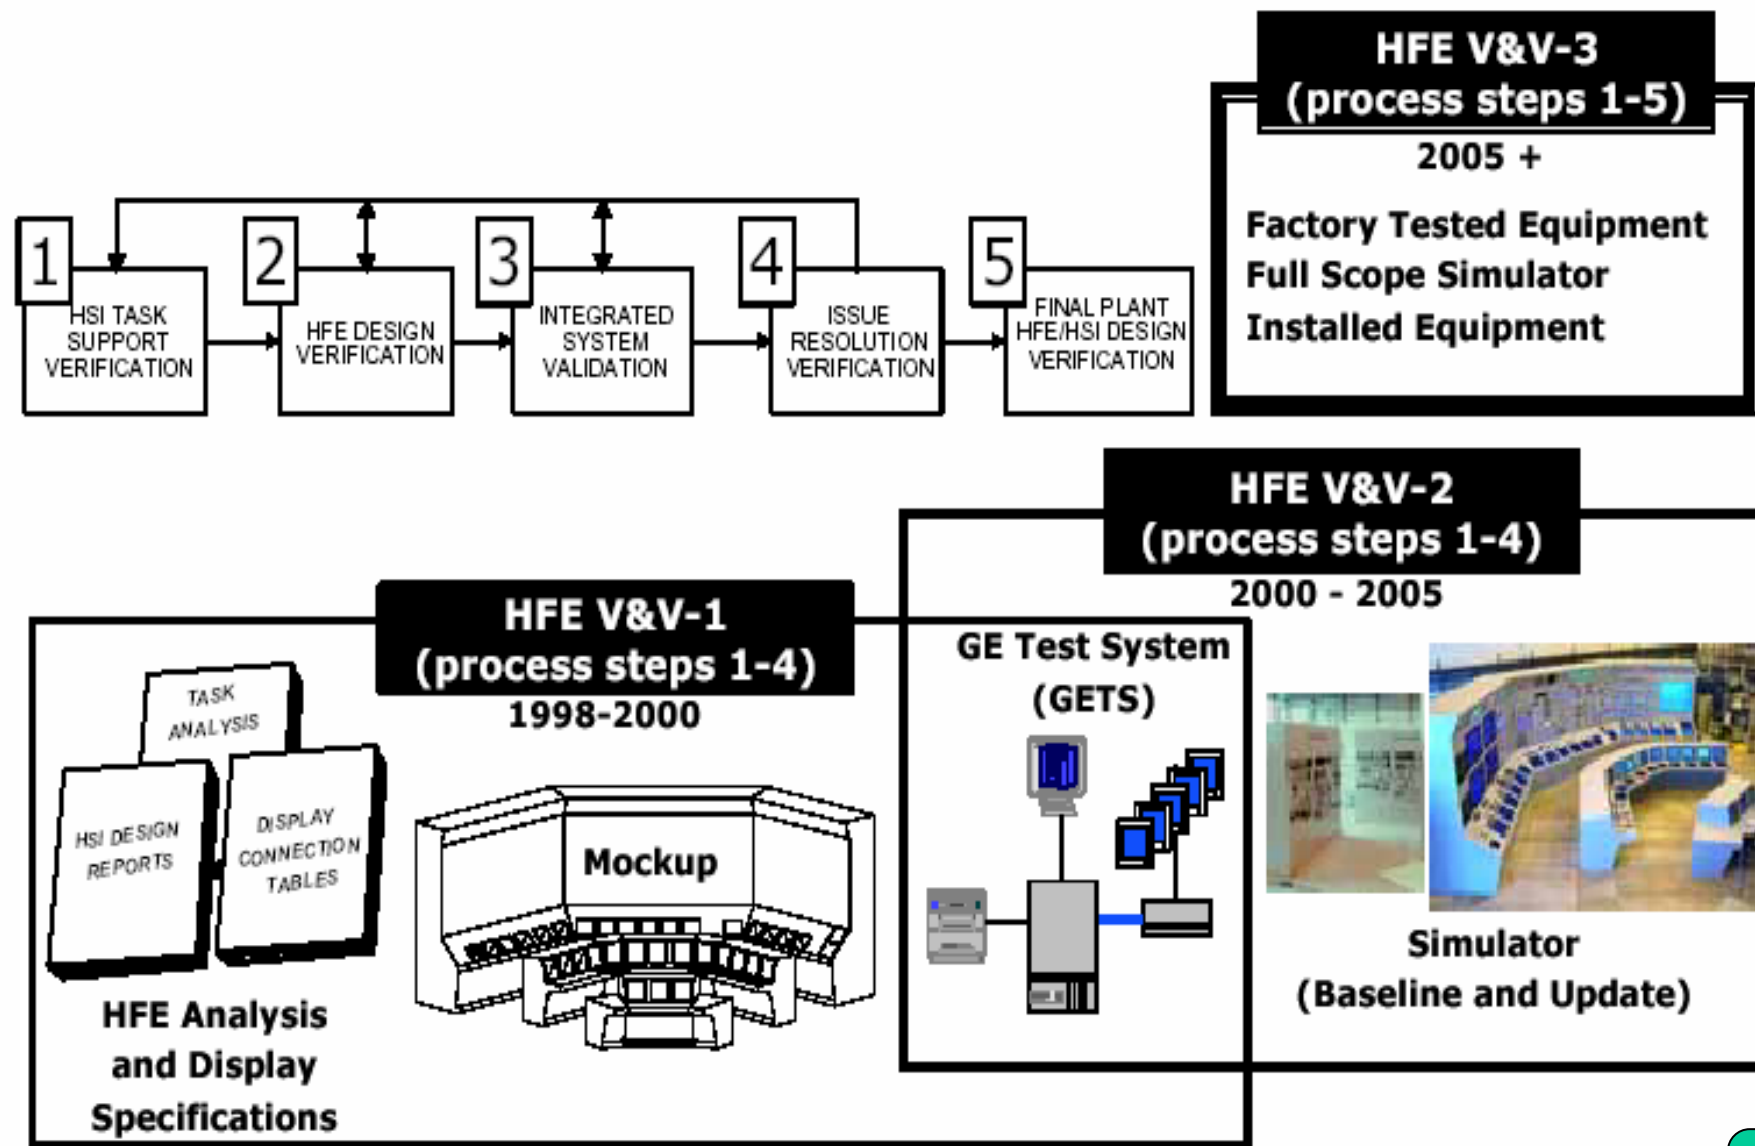 HFE V&V-3
(process steps 1-5)
2005 +
Factory Tested Equipment
Full Scope Simulator
Installed Equipment
1
HSI TASK
SUPPORT
VERIFICATION
2
HFE DESIGN
VERIFICATION
3
INTEGRATED
SYSTEM
VALIDATION
4
ISSUE
RESOLUTION
VERIFICATION
5
FINAL PLANT
HFE/HSI DESIGN
VERIFICATION
HFE V&V-2
(process steps 1-4)
2000 - 2005
GE Test System
(GETS)
Simulator
(Baseline and Update)
HFE V&V-1
(process steps 1-4)
1998-2000
TASK
ANALYSIS
HSI DESIGN
REPORTS
DISPLAY
CONNECTION
TABLES
Mockup
HFE Analysis
and Display
Specifications